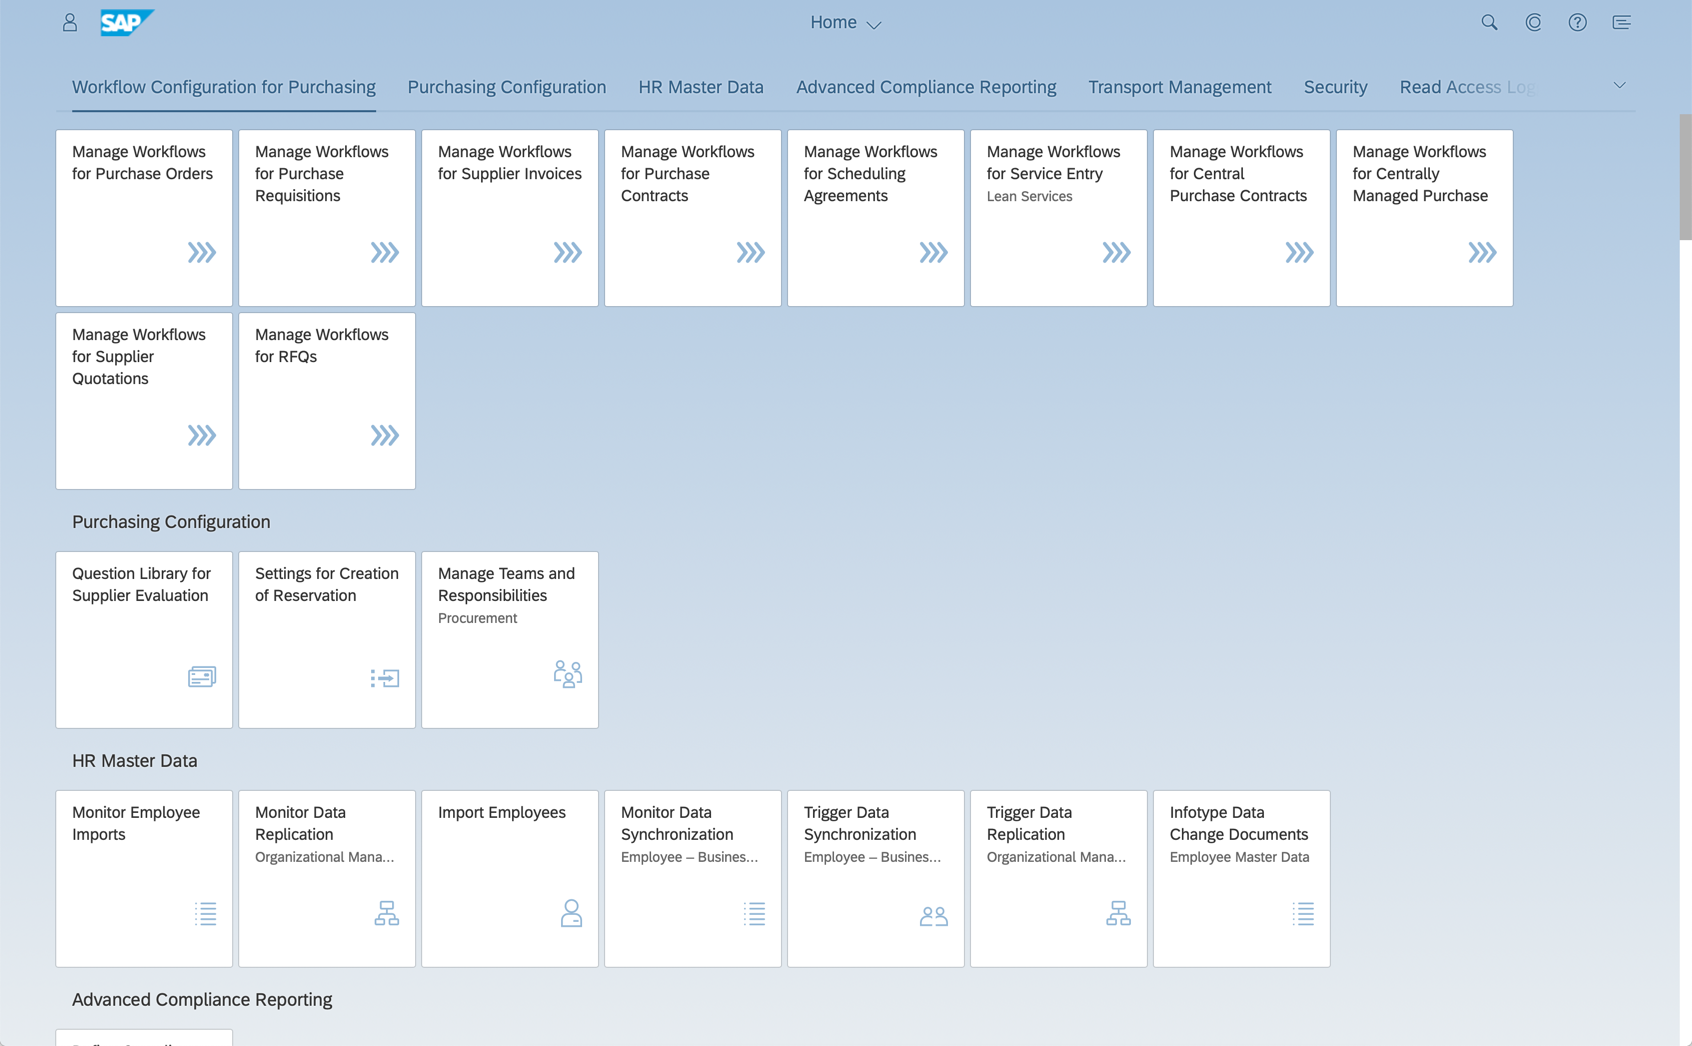 SAP
Home
Workflow Configuration for Purchasing
Purchasing Configuration
HR Master Data
Advanced Compliance Reporting
Transport Management
Security
Read Access Log
Manage Workflows
for Purchase Orders
Manage Workflows
for Purchase
Requisitions
Manage Workflows
for Supplier Invoices
Manage Workflows
for Purchase
Contracts
Manage Workflows
for Scheduling
Agreements
Manage Workflows
for Service Entry
Lean Services
Manage Workflows
for Central
Purchase Contracts
Manage Workflows
for Centrally
Managed Purchase
Manage Workflows
for Supplier
Quotations
Manage Workflows
for RFQs
Purchasing Configuration
Question Library for
Supplier Evaluation
Settings for Creation
of Reservation
Manage Teams and
Responsibilities
Procurement
HR Master Data
Monitor Employee
Imports
Monitor Data
Replication
Organizational Mana...
Import Employees
Monitor Data
Synchronization
Employee – Busines...
Trigger Data
Synchronization
Employee – Busines...
Trigger Data
Replication
Organizational Mana...
Infotype Data
Change Documents
Employee Master Data
Advanced Compliance Reporting